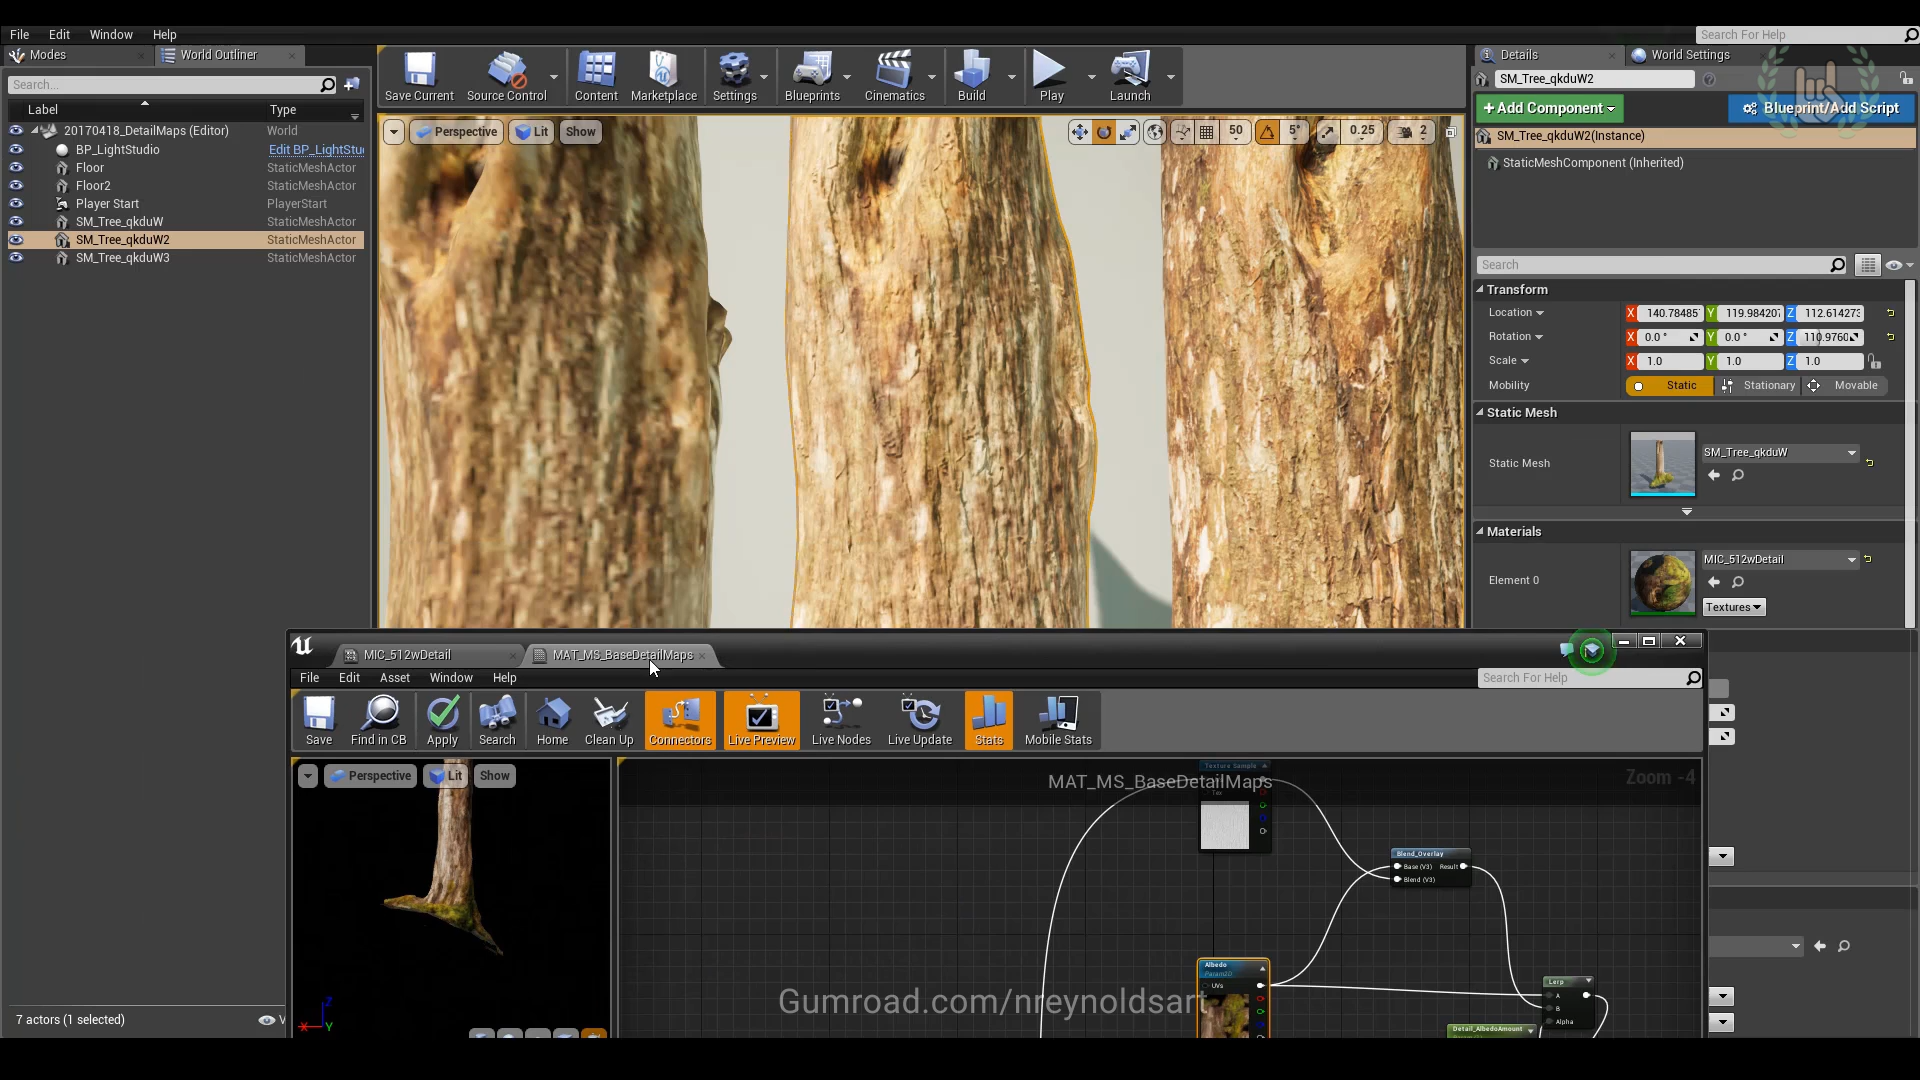 File Edit Window Help
Search For Help
Modes
World Outliner
Search...
Label Type
20170418_DetailMaps (Editor) World
BP_LightStudio Edit BP_LightStu
Floor StaticMeshActor
Floor2 StaticMeshActor
Player Start PlayerStart
SM_Tree_qkduW StaticMeshActor
SM_Tree_qkduW2 StaticMeshActor
SM_Tree_qkduW3 StaticMeshActor
7 actors (1 selected)
Save Current Source Control Content Marketplace Settings Blueprints Cinematics Build Play Launch
Perspective Lit Show
50 5° 0.25 2
Details World Settings
SM_Tree_qkduW2
+Add Component Blueprint/Add Script
SM_Tree_qkduW2(Instance)
StaticMeshComponent (Inherited)
Search
Transform
Location X 140.78485 Y 119.984207 Z 112.614273
Rotation X 0.0 ° Y 0.0 ° Z 110.9760
Scale X 1.0 Y 1.0 Z 1.0
Mobility Static Stationary Movable
Static Mesh
Static Mesh SM_Tree_qkduW
Materials
Element 0 MIC_512wDetail
Textures
MIC_512wDetail MAT_MS_BaseDetailMaps
File Edit Asset Window Help
Search For Help
Save Find in CB Apply Search Home Clean Up Connectors Live Preview Live Nodes Live Update Stats Mobile Stats
Perspective Lit Show
X Y Z
MAT_MS_BaseDetailMaps
Zoom -4
Texture Sample
Tex
Blend_Overlay
Base (V3) Result
Blend (V3)
Albedo
Param2D
UVs
Lerp
A
B
Alpha
Detail_AlbedoAmount
Gumroad.com/nreynoldsart